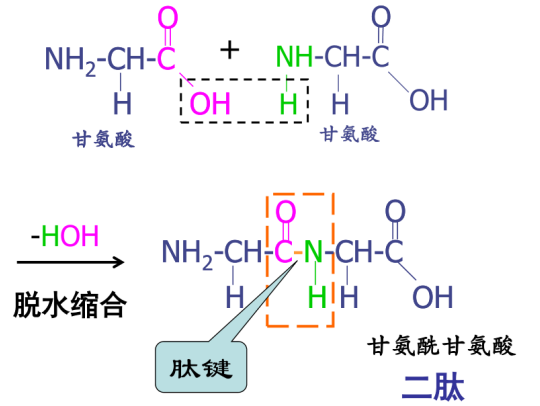 O O
NH₂-CH-C + NH-CH-C
H OH H H OH
甘氨酸 甘氨酸
-HOH
脱水缩合
O O
NH₂-CH-C-N-CH-C
H H H OH
肽键
甘氨酰甘氨酸
二肽